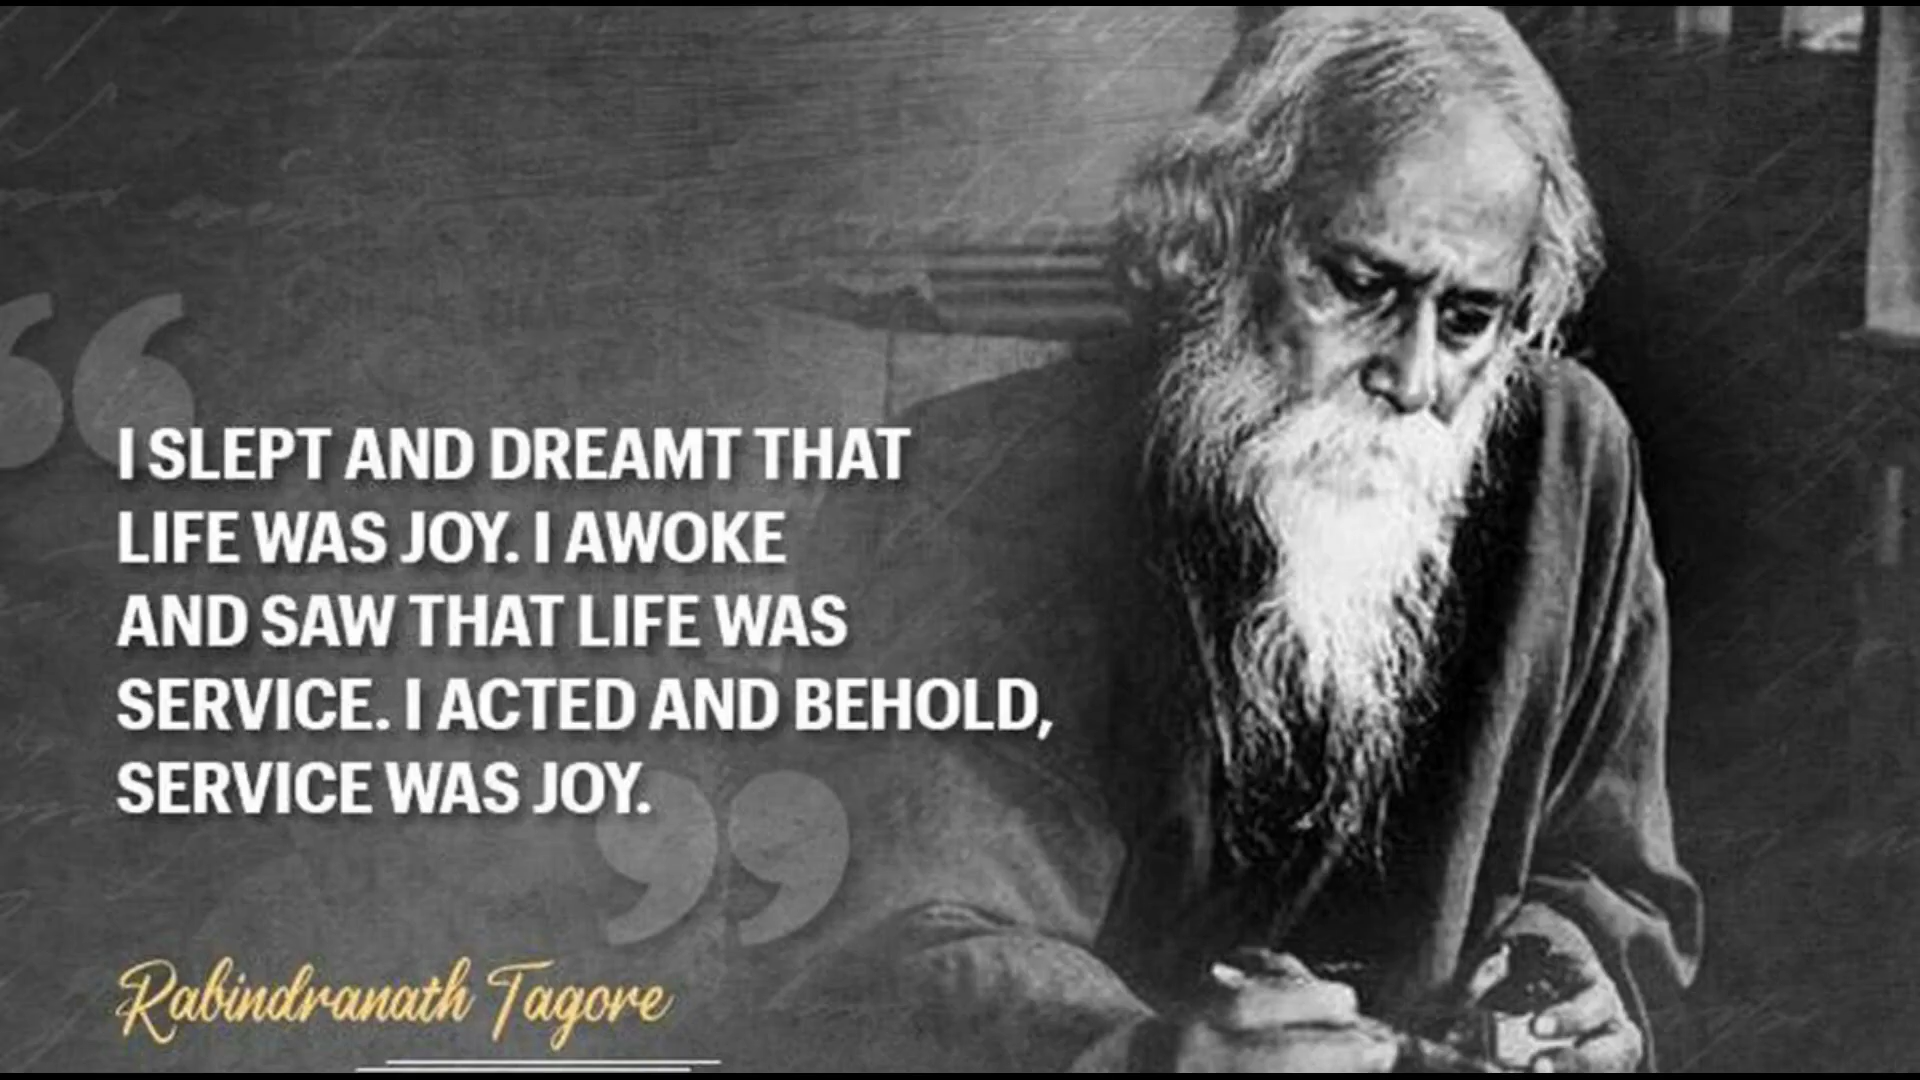 I SLEPT AND DREAMT THAT
LIFE WAS JOY. I AWOKE
AND SAW THAT LIFE WAS
SERVICE. I ACTED AND BEHOLD,
SERVICE WAS JOY.
Rabindranath Tagore